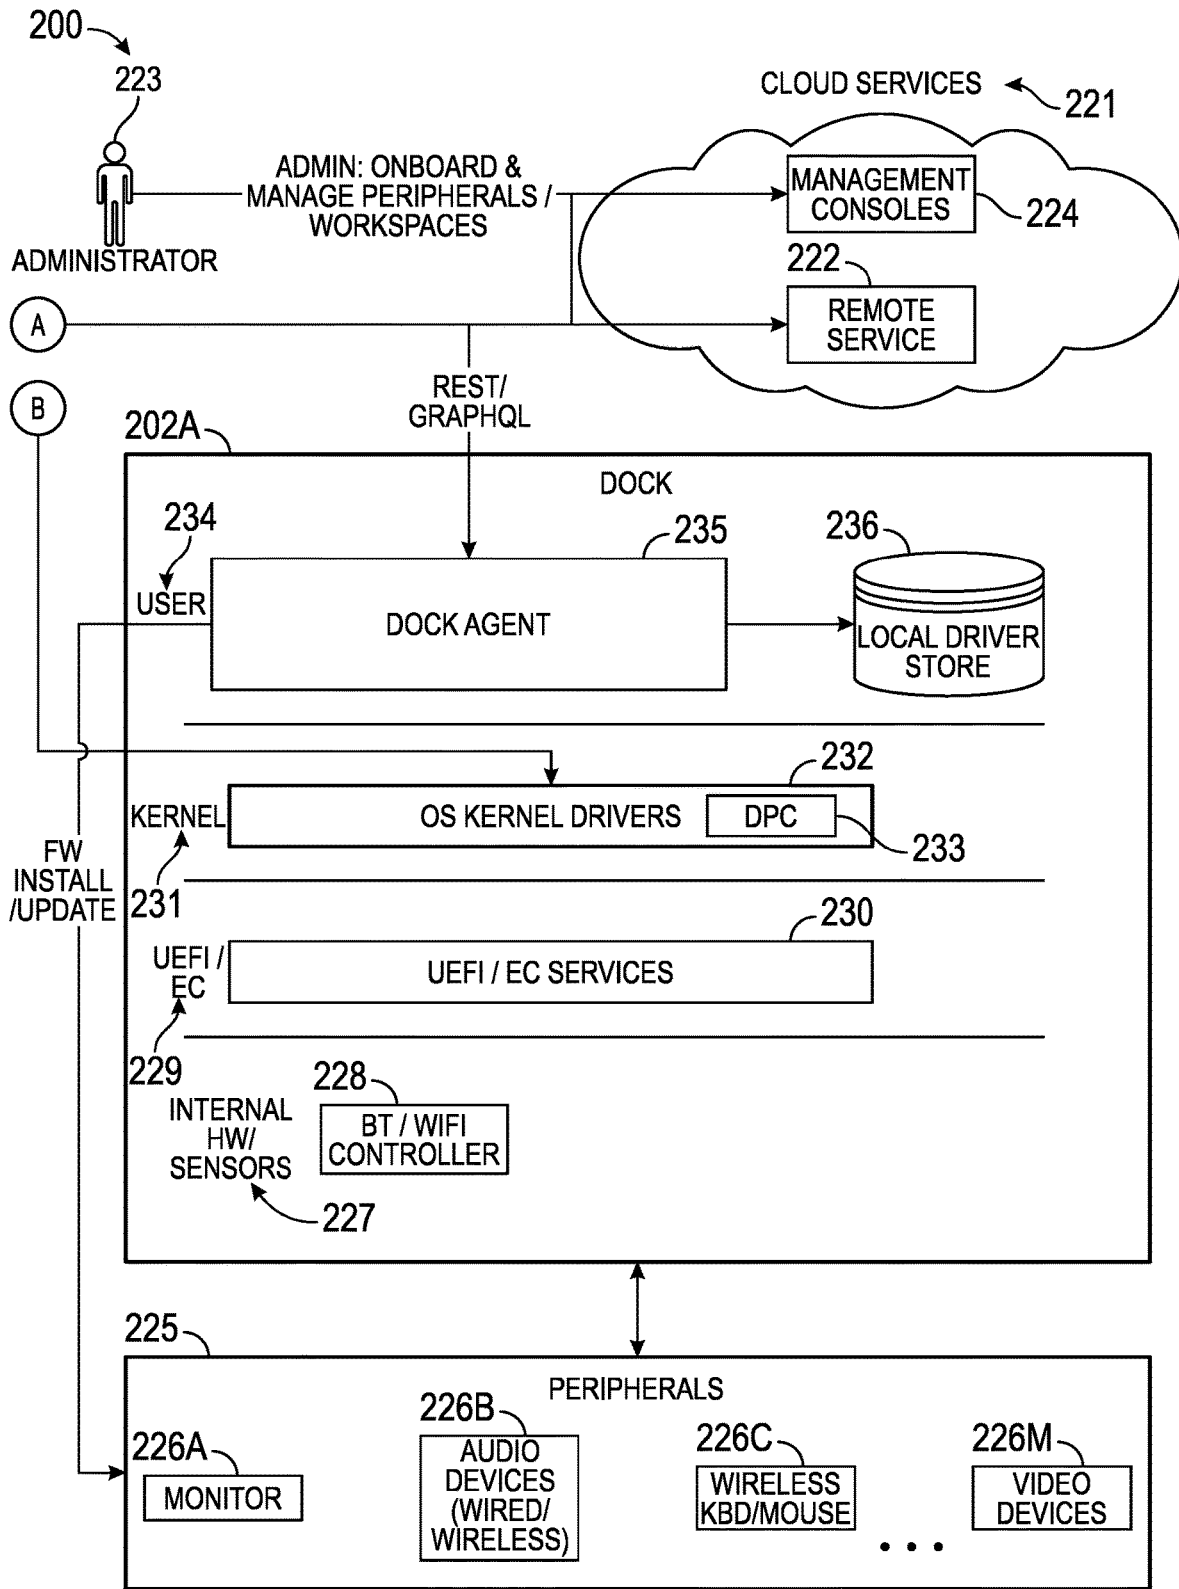 200
223
CLOUD SERVICES
221
ADMIN: ONBOARD &
MANAGE PERIPHERALS /
WORKSPACES
MANAGEMENT
CONSOLES
224
ADMINISTRATOR
222
A
REMOTE
SERVICE
B
REST/
GRAPHQL
202A
DOCK
234
235
236
USER
DOCK AGENT
LOCAL DRIVER
STORE
232
KERNEL
OS KERNEL DRIVERS
DPC
233
231
FW
INSTALL
/UPDATE
230
UEFI /
EC
UEFI / EC SERVICES
229
228
INTERNAL
HW/
SENSORS
BT / WIFI
CONTROLLER
227
225
PERIPHERALS
226A
MONITOR
226B
AUDIO
DEVICES
(WIRED/
WIRELESS)
226C
WIRELESS
KBD/MOUSE
• • •
226M
VIDEO
DEVICES